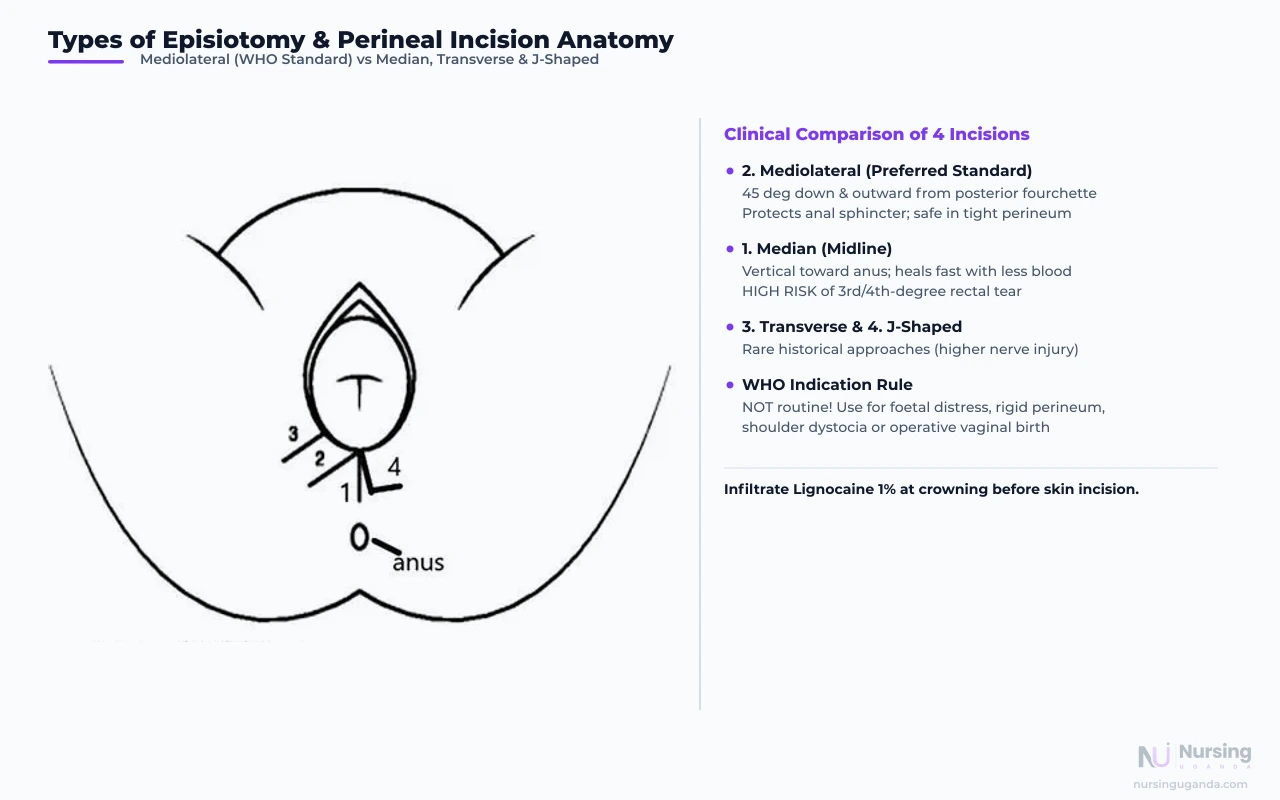 Types of Episiotomy & Perineal Incision Anatomy
Mediolateral (WHO Standard) vs Median, Transverse & J-Shaped
3
2
4
1
anus
Clinical Comparison of 4 Incisions
2. Mediolateral (Preferred Standard)
45 deg down & outward from posterior fourchette
Protects anal sphincter; safe in tight perineum
1. Median (Midline)
Vertical toward anus; heals fast with less blood
HIGH RISK of 3rd/4th-degree rectal tear
3. Transverse & 4. J-Shaped
Rare historical approaches (higher nerve injury)
WHO Indication Rule
NOT routine! Use for foetal distress, rigid perineum,
shoulder dystocia or operative vaginal birth
Infiltrate Lignocaine 1% at crowning before skin incision.
NU Nursing
UGANDA
nursinguganda.com